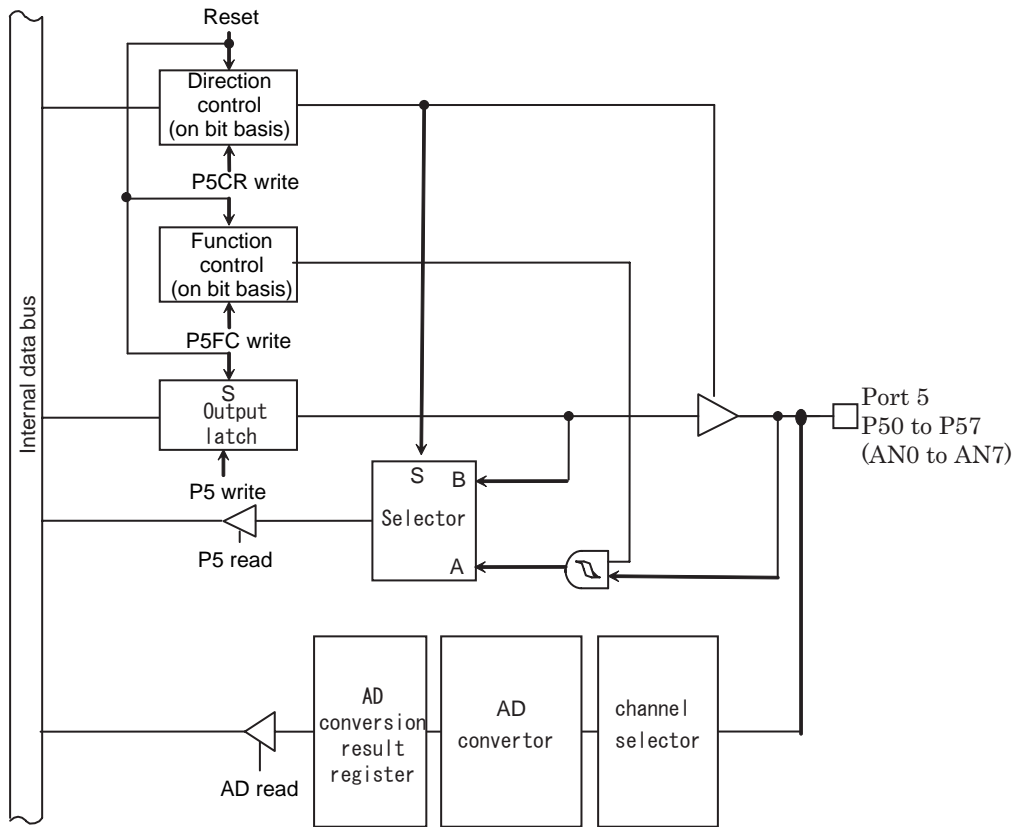 Reset
Direction
control
(on bit basis)
P5CR write
Function
control
(on bit basis)
P5FC write
Internal data bus
S
Output
latch
P5 write
Port 5
P50 to P57
(AN0 to AN7)
S
B
Selector
A
P5 read
AD
conversion
result
register
AD
convertor
channel
selector
AD read